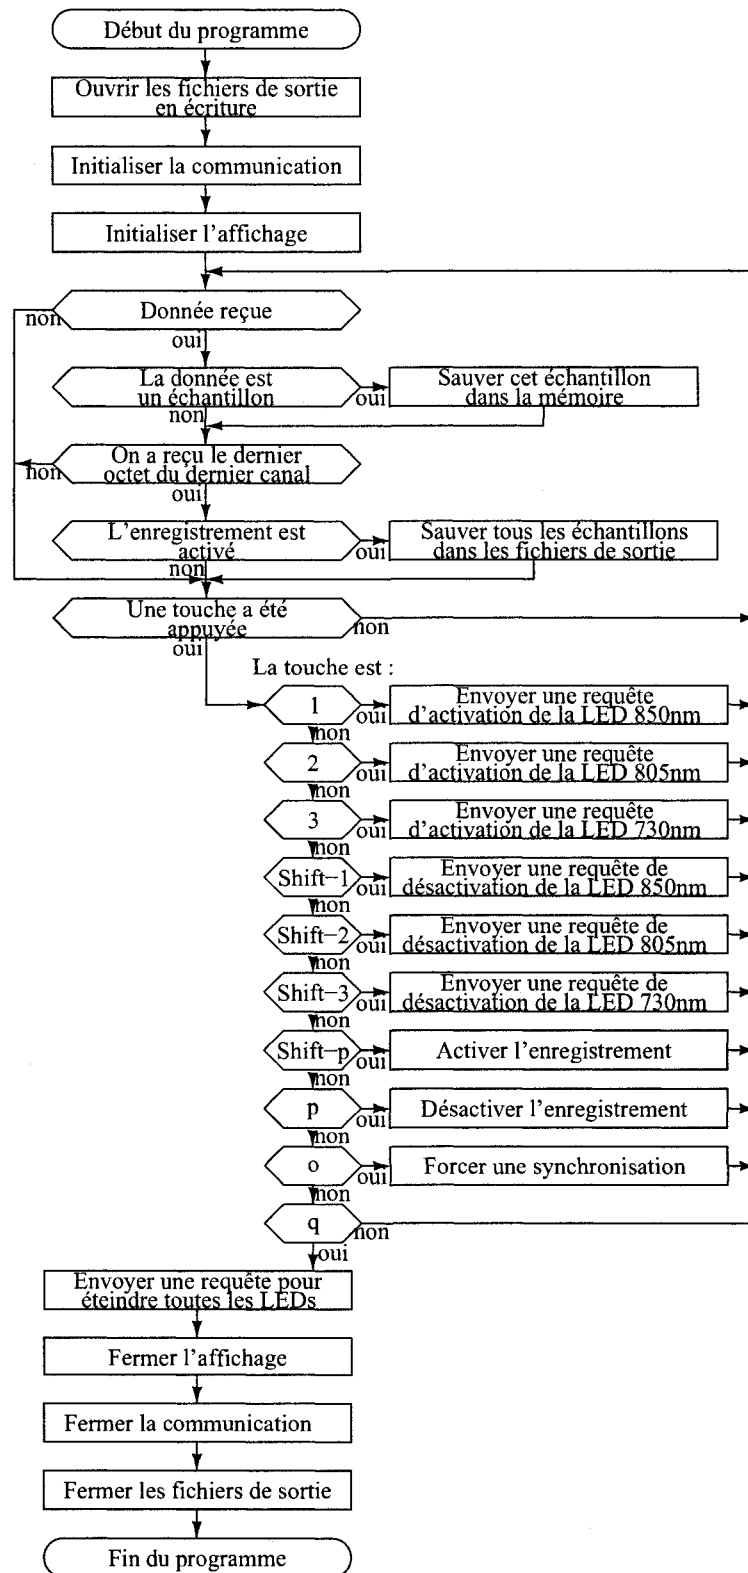 Début du programme
Ouvrir les fichiers de sortie
en écriture
Initialiser la communication
Initialiser l'affichage
Donnée reçue
non
oui
La donnée est
un échantillon
oui
Sauver cet échantillon
dans la mémoire
non
On a reçu le dernier
octet du dernier canal
non
oui
L'enregistrement est
activé
oui
Sauver tous les échantillons
dans les fichiers de sortie
non
Une touche a été
appuyée
non
oui
La touche est :
1
oui
Envoyer une requête
d'activation de la LED 850nm
non
2
oui
Envoyer une requête
d'activation de la LED 805nm
non
3
oui
Envoyer une requête
d'activation de la LED 730nm
non
Shift-1
oui
Envoyer une requête de
désactivation de la LED 850nm
non
Shift-2
oui
Envoyer une requête de
désactivation de la LED 805nm
non
Shift-3
oui
Envoyer une requête de
désactivation de la LED 730nm
non
Shift-p
oui
Activer l'enregistrement
non
p
oui
Désactiver l'enregistrement
non
o
oui
Forcer une synchronisation
non
q
non
oui
Envoyer une requête pour
éteindre toutes les LEDs
Fermer l'affichage
Fermer la communication
Fermer les fichiers de sortie
Fin du programme